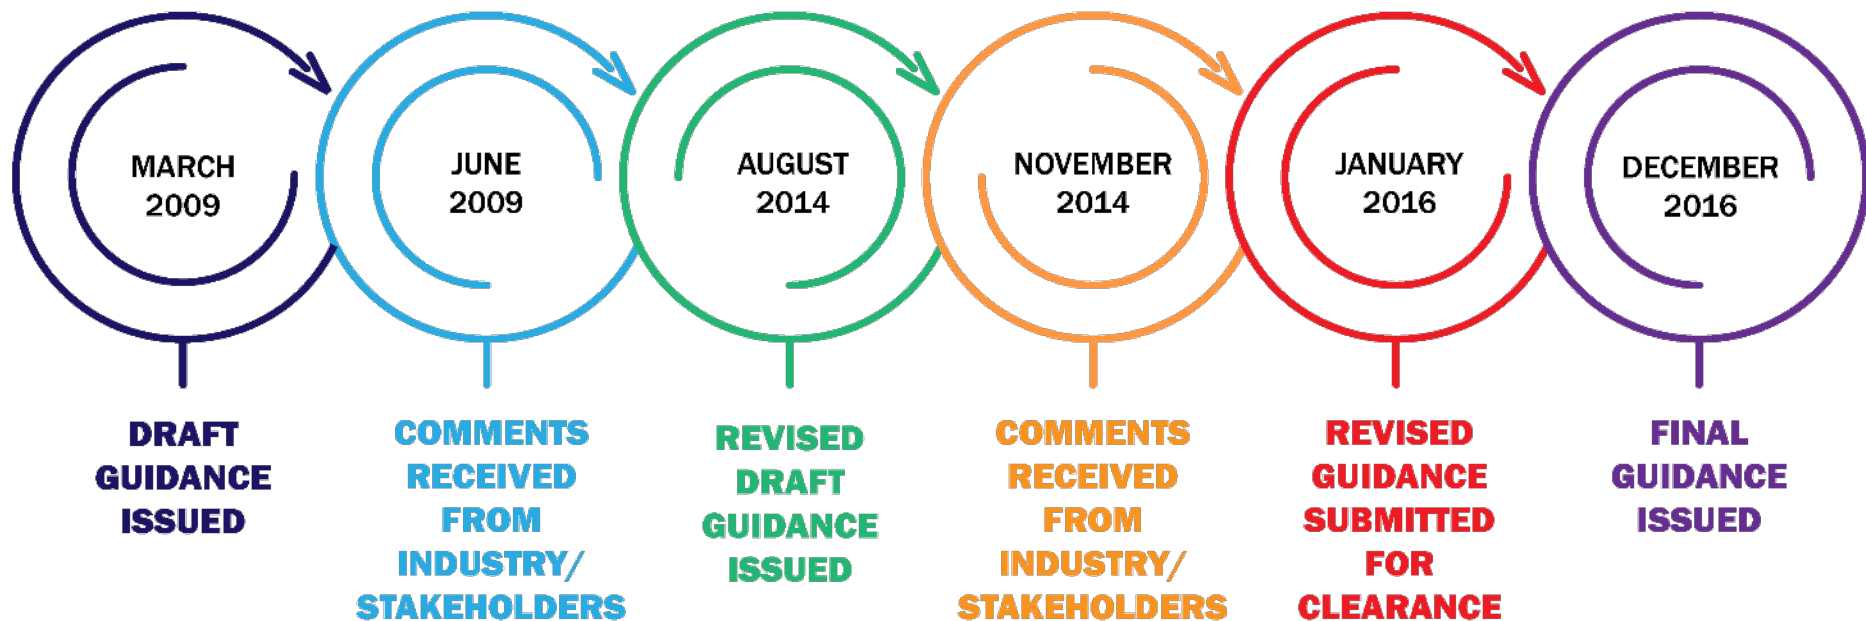 MARCH
2009
JUNE
2009
AUGUST
2014
NOVEMBER
2014
JANUARY
2016
DECEMBER
2016
DRAFT
GUIDANCE
ISSUED
COMMENTS
RECEIVED
FROM
INDUSTRY/
STAKEHOLDERS
REVISED
DRAFT
GUIDANCE
ISSUED
COMMENTS
RECEIVED
FROM
INDUSTRY/
STAKEHOLDERS
REVISED
GUIDANCE
SUBMITTED
FOR
CLEARANCE
FINAL
GUIDANCE
ISSUED